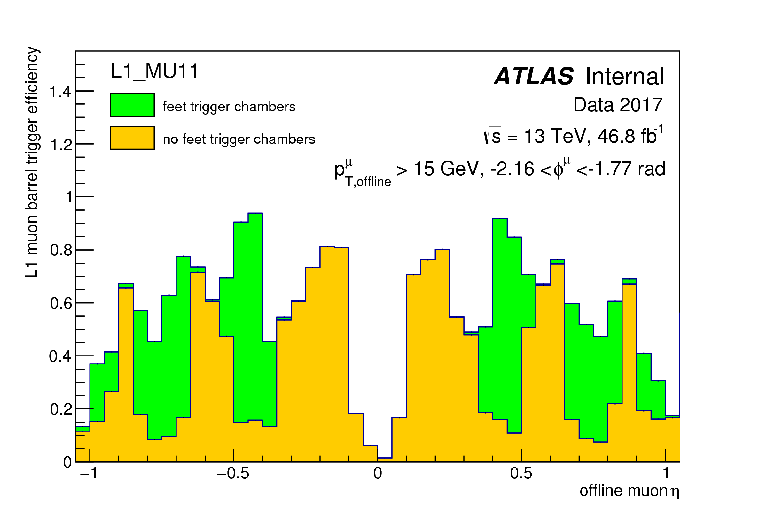 L1_MU11
feet trigger chambers
no feet trigger chambers
ATLAS Internal
Data 2017
√s = 13 TeV, 46.8 fb⁻¹
p^μ_T,offline > 15 GeV, -2.16 <ϕ^μ <-1.77 rad
L1 muon barrel trigger efficiency
1.4
1.2
1
0.8
0.6
0.4
0.2
0
−1 −0.5 0 0.5 1
offline muon η